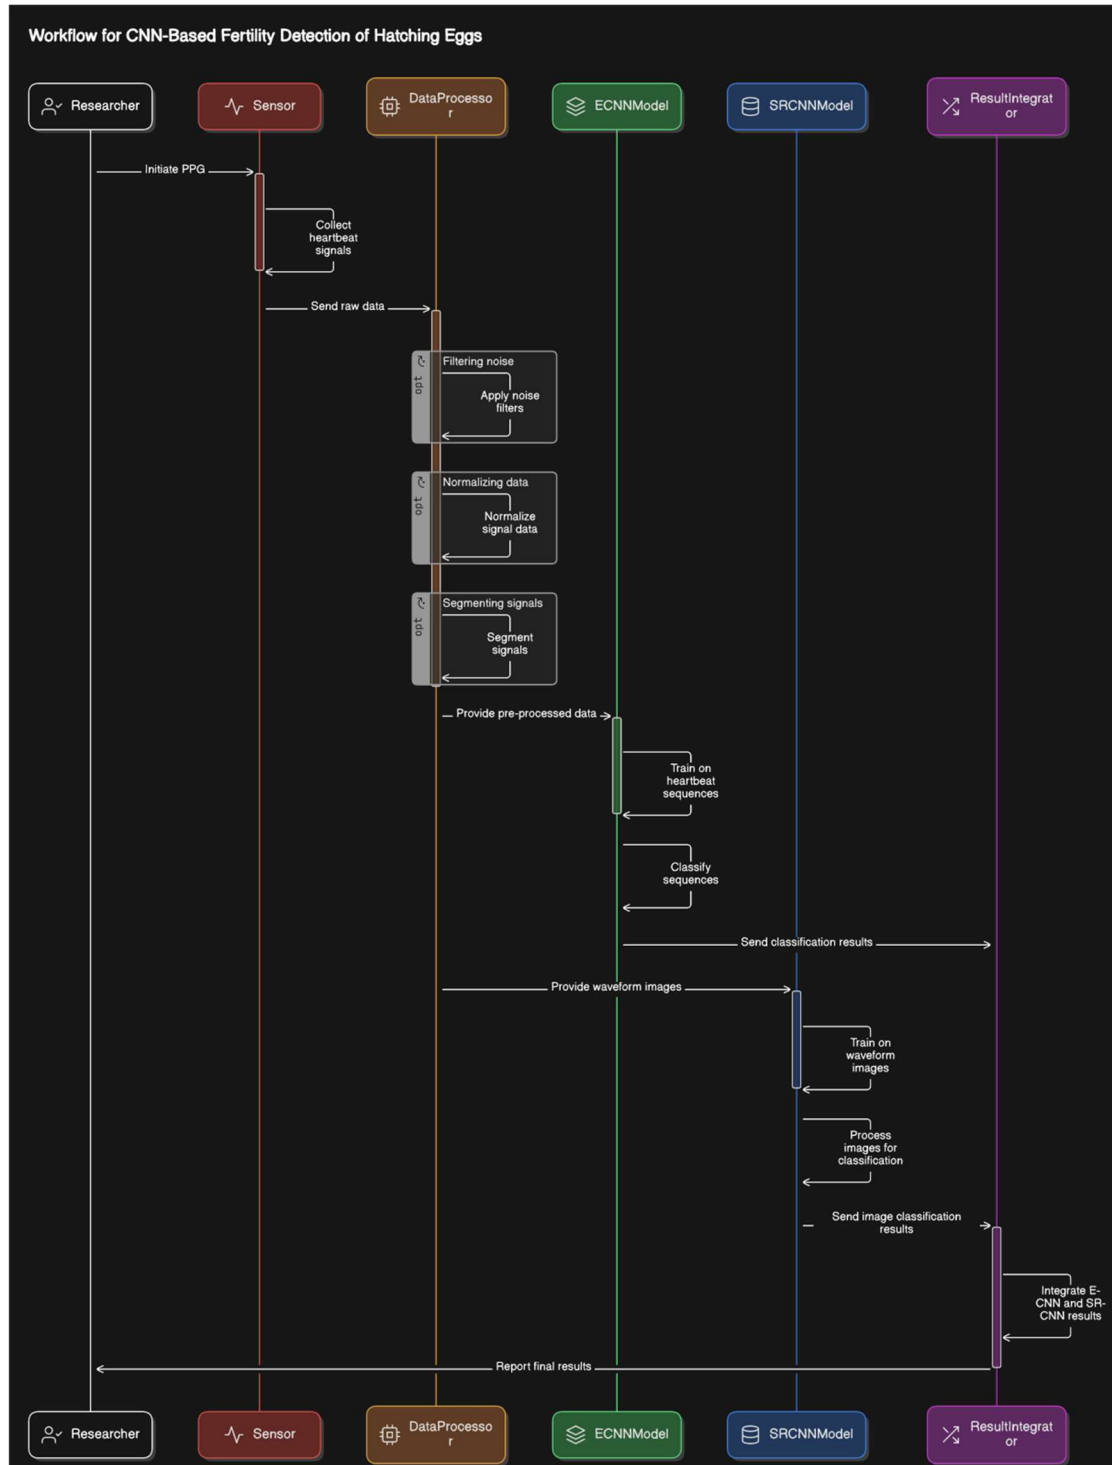 Workflow for CNN-Based Fertility Detection of Hatching Eggs
Researcher
Sensor
DataProcesso
r
ECNNModel
SRCNNModel
ResultIntegrat
or
Initiate PPG
Collect
heartbeat
signals
Send raw data
opt
Filtering noise
Apply noise
filters
opt
Normalizing data
Normalize
signal data
opt
Segmenting signals
Segment
signals
Provide pre-processed data
Train on
heartbeat
sequences
Classify
sequences
Send classification results
Provide waveform images
Train on
waveform
images
Process
images for
classification
Send image classification
results
Integrate E-
CNN and SR-
CNN results
Report final results
Researcher
Sensor
DataProcesso
r
ECNNModel
SRCNNModel
ResultIntegrat
or